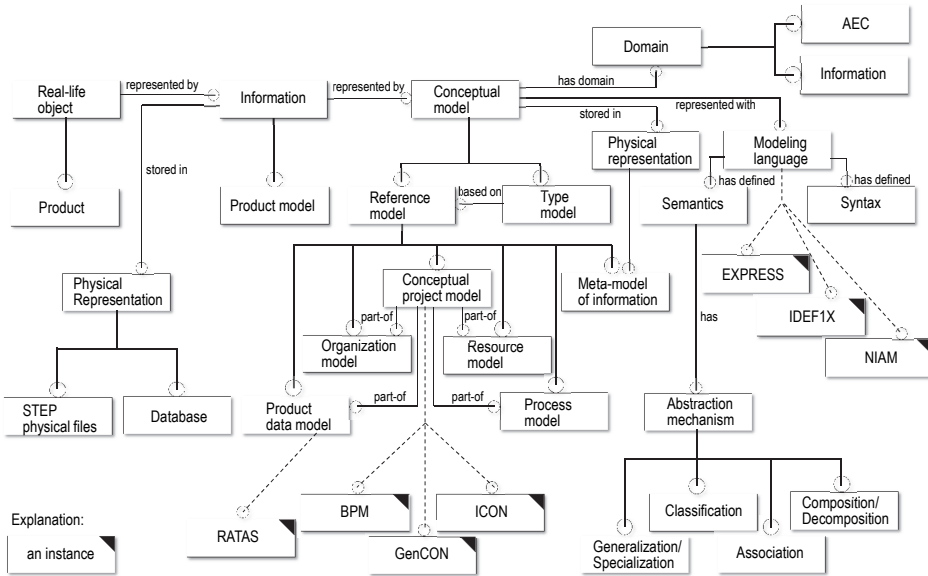 AEC
Domain
Information
has domain
Real-life
object
represented by
Information
represented by
Conceptual
model
represented with
stored in
Physical
representation
Modeling
language
stored in
has defined
has defined
Product
Product model
Reference
model
based on
Type
model
Semantics
Syntax
Physical
Representation
Conceptual
project model
Meta-model
of information
EXPRESS
part-of
part-of
IDEF1X
has
Organization
model
Resource
model
NIAM
STEP
physical files
Database
Product
data model
part-of
part-of
Process
model
Abstraction
mechanism
Explanation:
an instance
RATAS
BPM
GenCON
ICON
Generalization/
Specialization
Classification
Association
Composition/
Decomposition